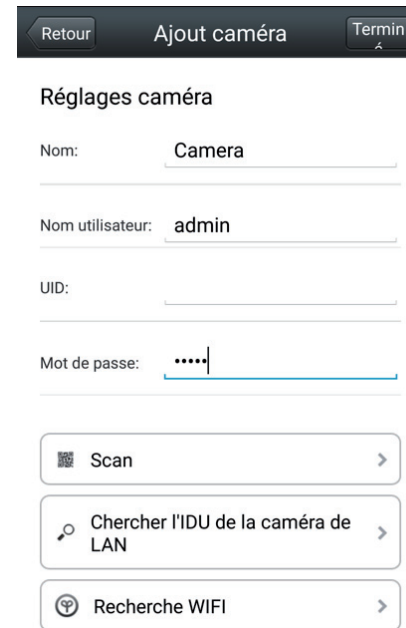 Retour Ajout caméra Termin
é
Réglages caméra
Nom: Camera
Nom utilisateur: admin
UID:
Mot de passe: •••••
Scan
Chercher l'IDU de la caméra de
LAN
Recherche WIFI